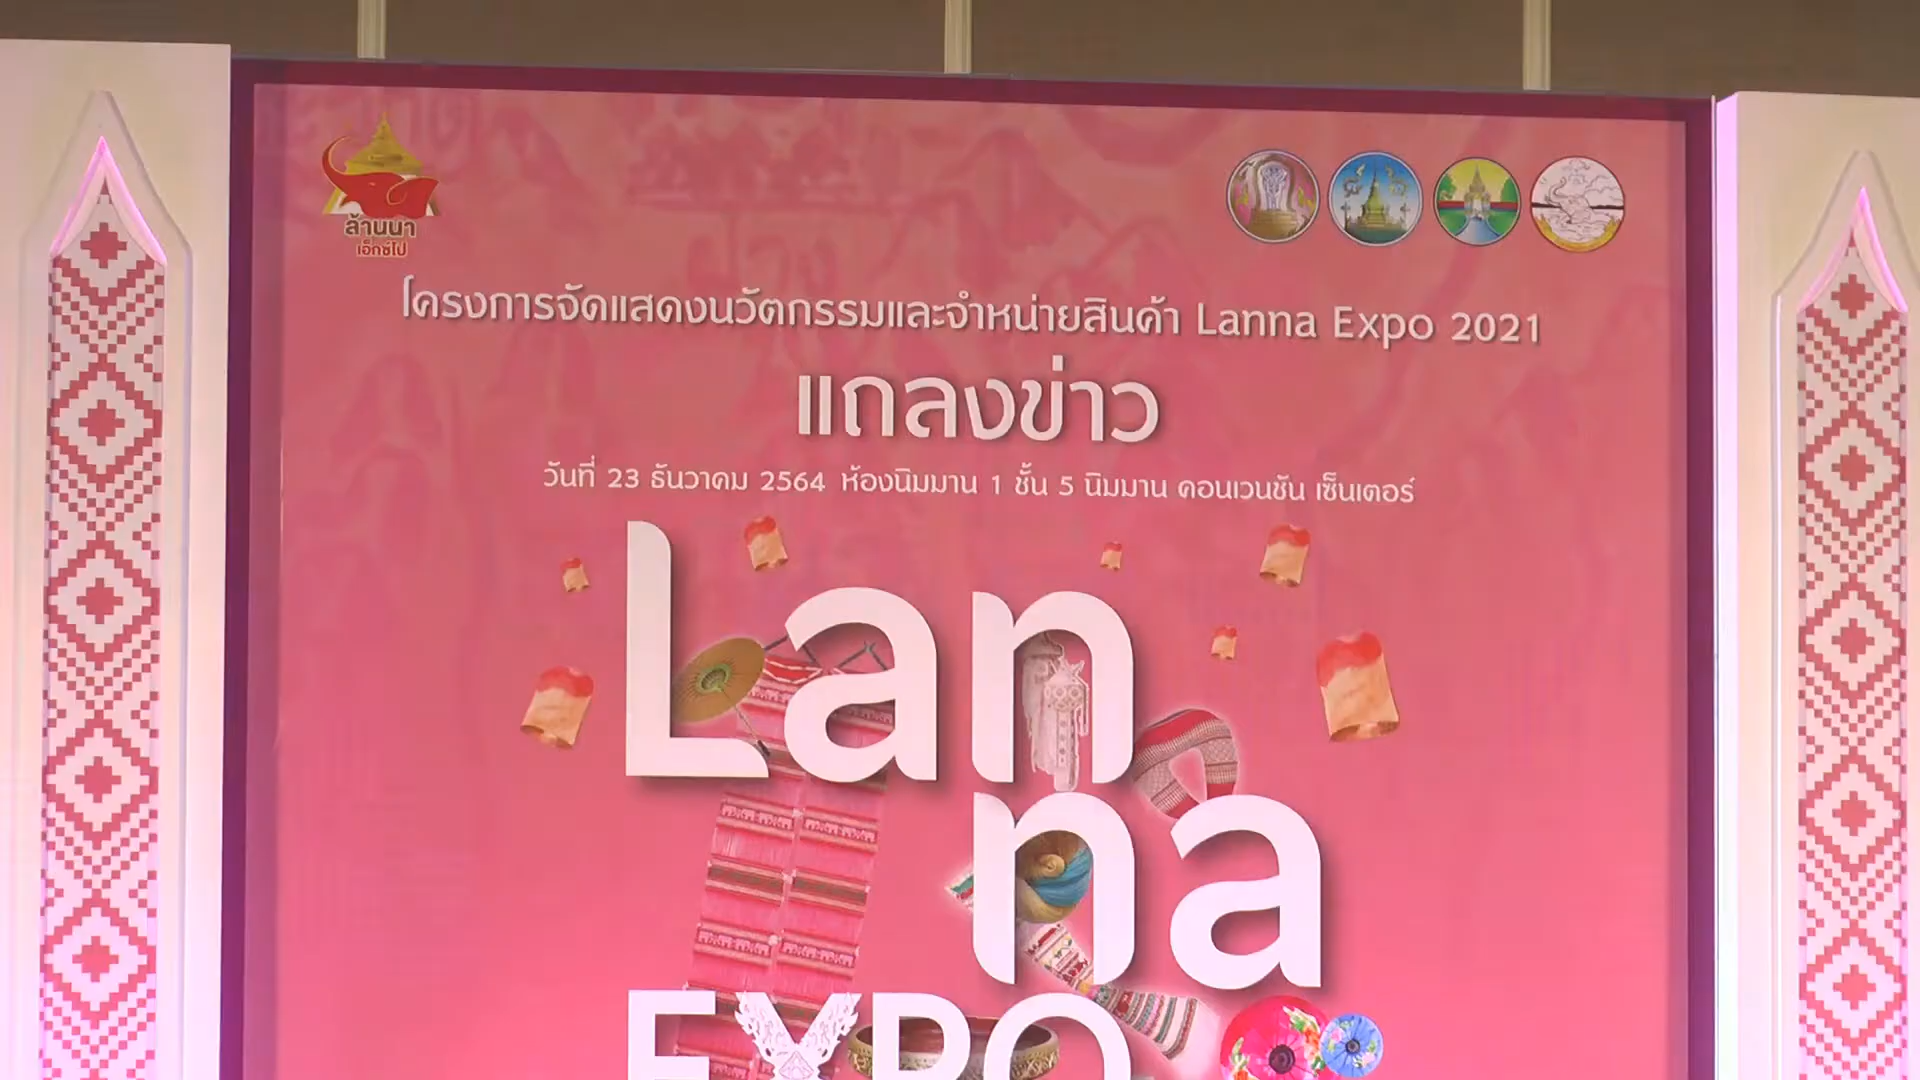 ล้านนา
เอ็กซ์โป
โครงการจัดแสดงนวัตกรรมและจำหน่ายสินค้า Lanna Expo 2021
แถลงข่าว
วันที่ 23 ธันวาคม 2564 ห้องนิมมาน 1 ชั้น 5 นิมมาน คอนเวนชัน เซ็นเตอร์
Lan
na
EXPO